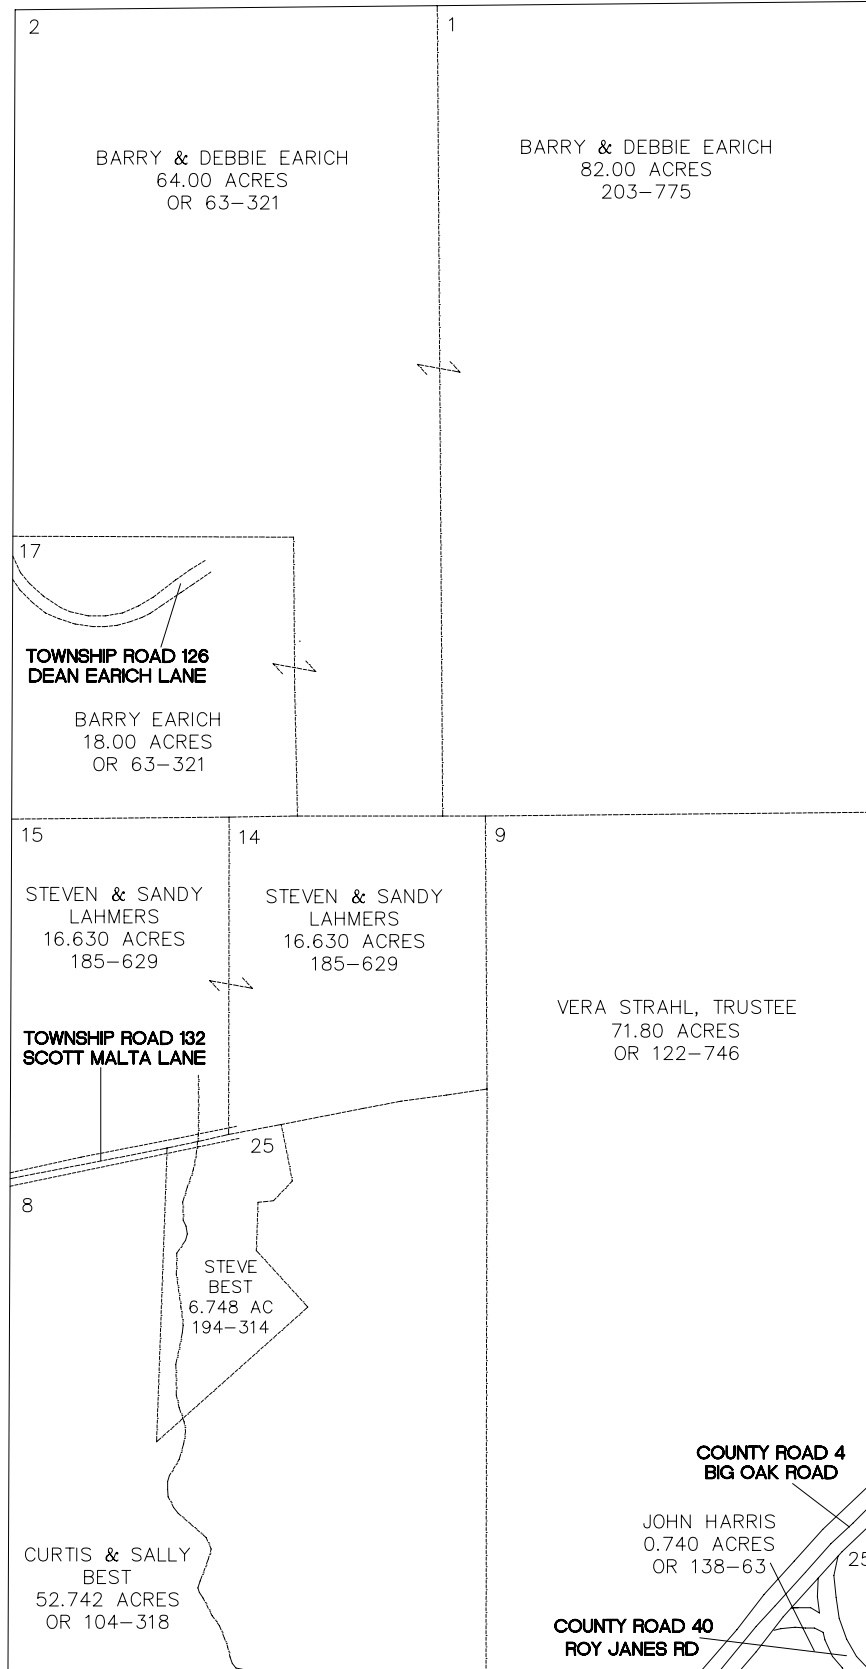 2
1
BARRY & DEBBIE EARICH
64.00 ACRES
OR 63-321
BARRY & DEBBIE EARICH
82.00 ACRES
203-775
17
TOWNSHIP ROAD 126
DEAN EARICH LANE
BARRY EARICH
18.00 ACRES
OR 63-321
15
14
9
STEVEN & SANDY
LAHMERS
16.630 ACRES
185-629
STEVEN & SANDY
LAHMERS
16.630 ACRES
185-629
VERA STRAHL, TRUSTEE
71.80 ACRES
OR 122-746
TOWNSHIP ROAD 132
SCOTT MALTA LANE
25
8
STEVE
BEST
6.748 AC
194-314
COUNTY ROAD 4
BIG OAK ROAD
JOHN HARRIS
0.740 ACRES
OR 138-63
25
CURTIS & SALLY
BEST
52.742 ACRES
OR 104-318
COUNTY ROAD 40
ROY JANES RD